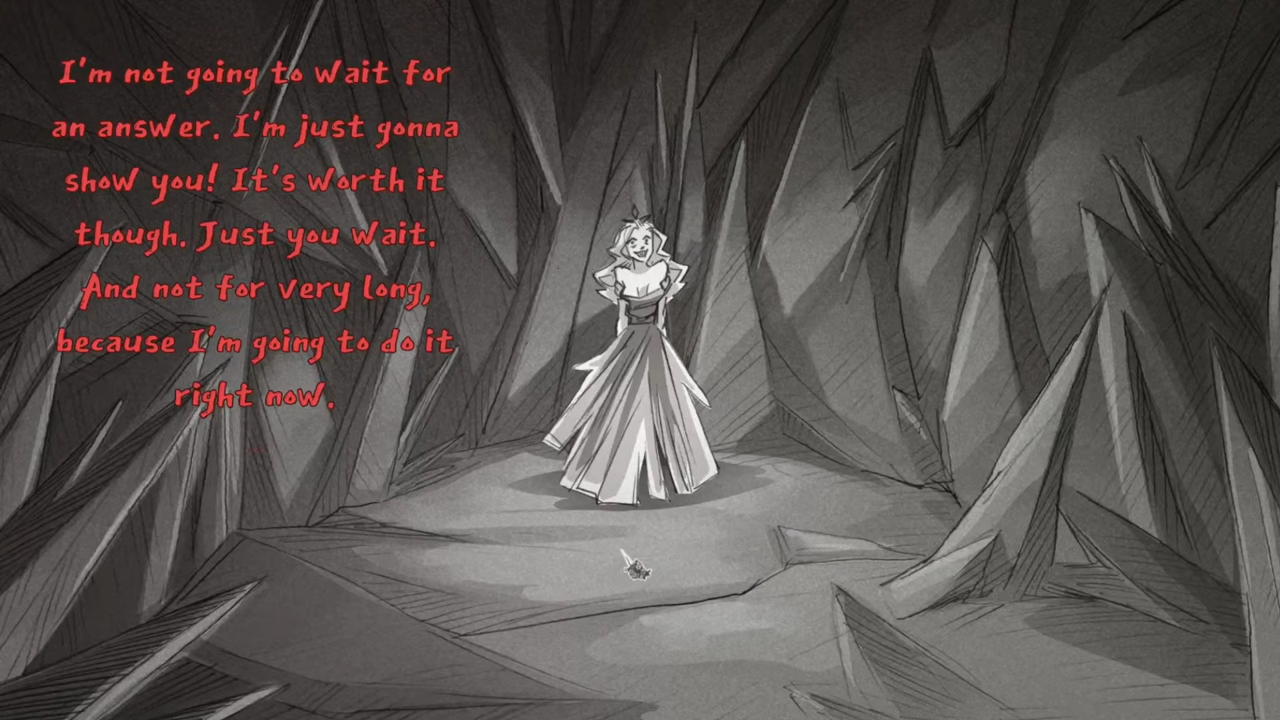 I'm not going to wait for
an answer. I'm just gonna
show you! It's worth it
though. Just you wait.
And not for very long,
because I'm going to do it
right now.